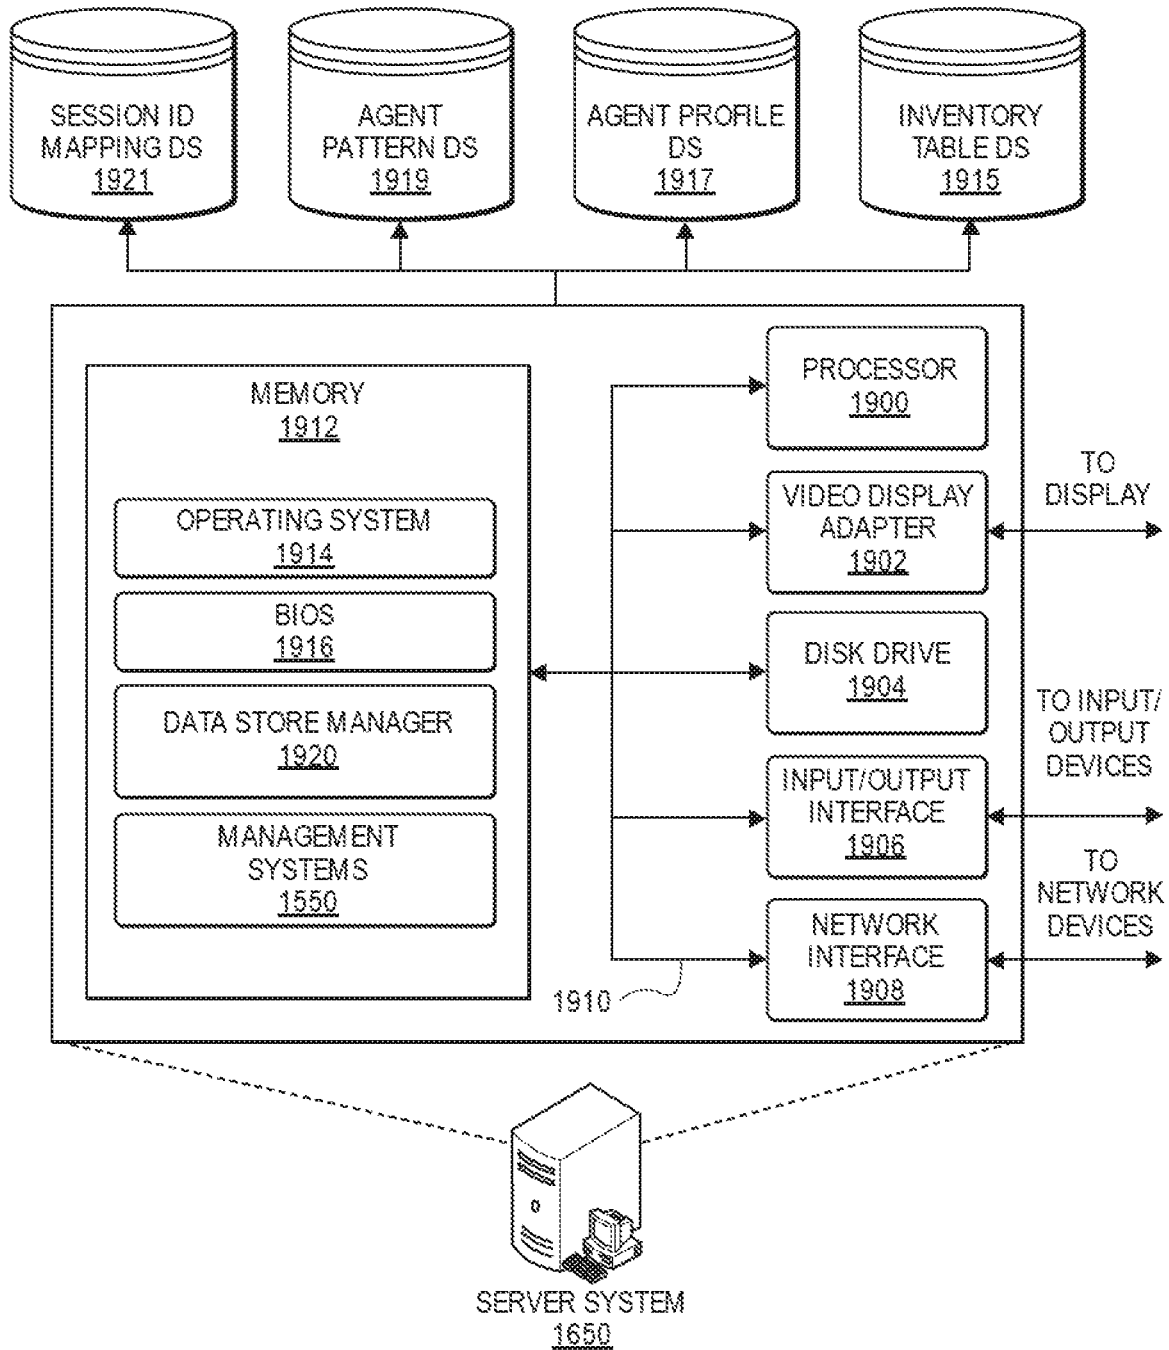 SESSION ID
MAPPING DS
1921
AGENT
PATTERN DS
1919
AGENT PROFILE
DS
1917
INVENTORY
TABLE DS
1915
MEMORY
1912
OPERATING SYSTEM
1914
BIOS
1916
DATA STORE MANAGER
1920
MANAGEMENT
SYSTEMS
1550
PROCESSOR
1900
VIDEO DISPLAY
ADAPTER
1902
DISK DRIVE
1904
INPUT/OUTPUT
INTERFACE
1906
NETWORK
INTERFACE
1908
1910
TO
DISPLAY
TO INPUT/
OUTPUT
DEVICES
TO
NETWORK
DEVICES
SERVER SYSTEM
1650